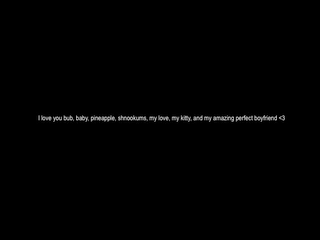 I love you bub, baby, pineapple, shnookums, my love, my kitty, and my amazing perfect boyfriend <3